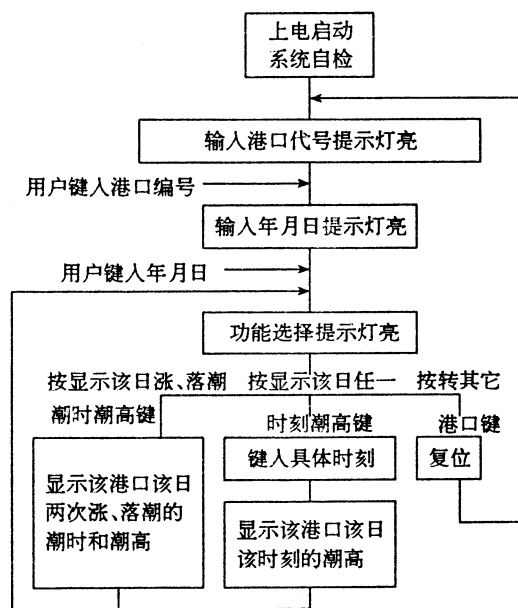 上电启动
系统自检
输入港口代号提示灯亮
用户键入港口编号
输入年月日提示灯亮
用户键入年月日
功能选择提示灯亮
按显示该日涨、落潮
潮时潮高键
按显示该日任一
时刻潮高键
按转其它
港口键
显示该港口该日
两次涨、落潮的
潮时和潮高
键入具体时刻
显示该港口该日
该时刻的潮高
复位